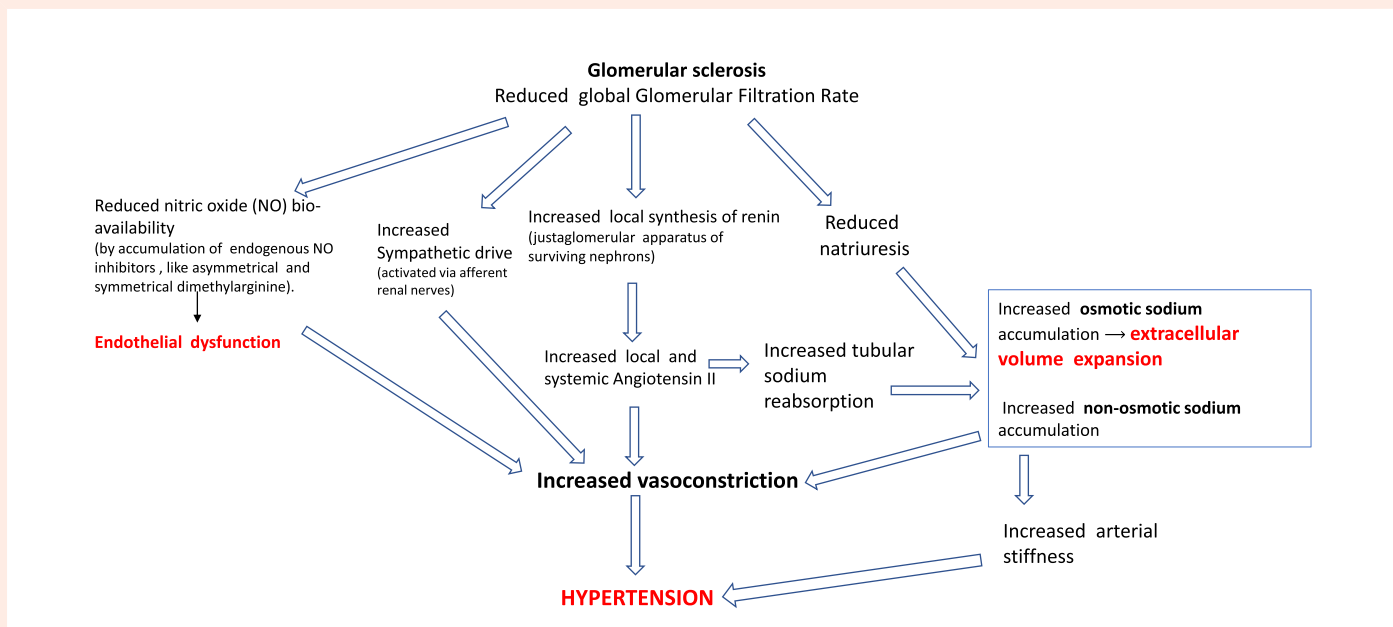 Glomerular sclerosis
Reduced global Glomerular Filtration Rate
Reduced nitric oxide (NO) bio-
availability
(by accumulation of endogenous NO
inhibitors , like asymmetrical and
symmetrical dimethylarginine).
Endothelial dysfunction
Increased
Sympathetic drive
(activated via afferent
renal nerves)
Increased local synthesis of renin
(justaglomerular apparatus of
surviving nephrons)
Increased local and
systemic Angiotensin II
Increased tubular
sodium
reabsorption
Reduced
natriuresis
Increased osmotic sodium
accumulation → extracellular
volume expansion
Increased non-osmotic sodium
accumulation
Increased vasoconstriction
Increased arterial
stiffness
HYPERTENSION